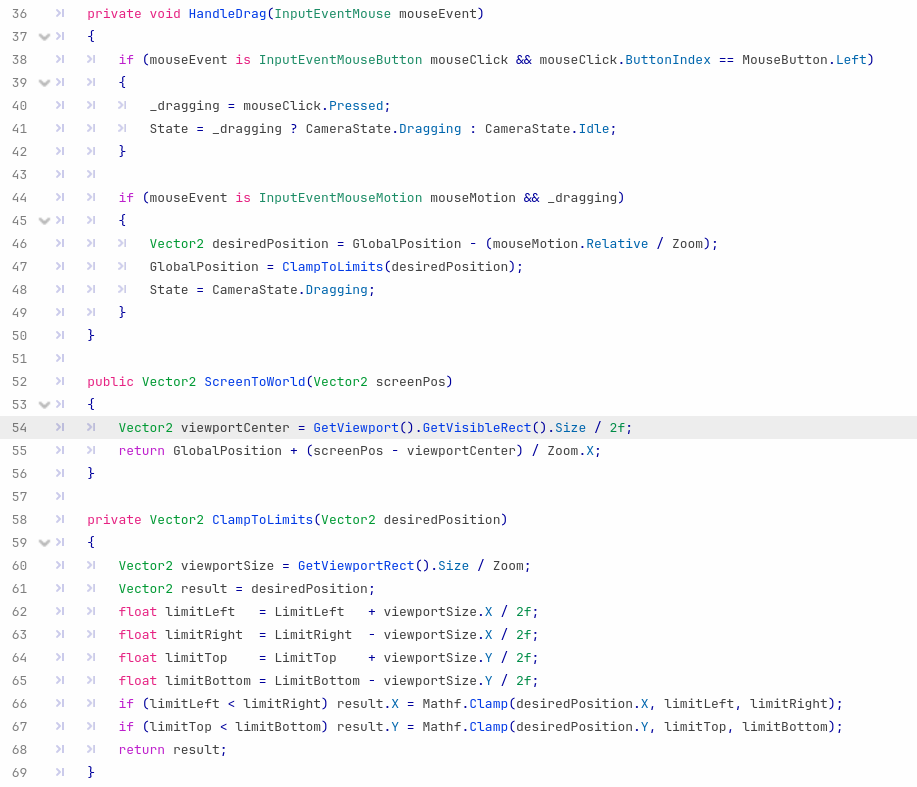 36 private void HandleDrag(InputEventMouse mouseEvent)
37 {
38 if (mouseEvent is InputEventMouseButton mouseClick && mouseClick.ButtonIndex == MouseButton.Left)
39 {
40 _dragging = mouseClick.Pressed;
41 State = _dragging ? CameraState.Dragging : CameraState.Idle;
42 }
43
44 if (mouseEvent is InputEventMouseMotion mouseMotion && _dragging)
45 {
46 Vector2 desiredPosition = GlobalPosition - (mouseMotion.Relative / Zoom);
47 GlobalPosition = ClampToLimits(desiredPosition);
48 State = CameraState.Dragging;
49 }
50 }
51
52 public Vector2 ScreenToWorld(Vector2 screenPos)
53 {
54 Vector2 viewportCenter = GetViewport().GetVisibleRect().Size / 2f;
55 return GlobalPosition + (screenPos - viewportCenter) / Zoom.X;
56 }
57
58 private Vector2 ClampToLimits(Vector2 desiredPosition)
59 {
60 Vector2 viewportSize = GetViewportRect().Size / Zoom;
61 Vector2 result = desiredPosition;
62 float limitLeft   = LimitLeft   + viewportSize.X / 2f;
63 float limitRight  = LimitRight  - viewportSize.X / 2f;
64 float limitTop    = LimitTop    + viewportSize.Y / 2f;
65 float limitBottom = LimitBottom - viewportSize.Y / 2f;
66 if (limitLeft < limitRight) result.X = Mathf.Clamp(desiredPosition.X, limitLeft, limitRight);
67 if (limitTop < limitBottom) result.Y = Mathf.Clamp(desiredPosition.Y, limitTop, limitBottom);
68 return result;
69 }